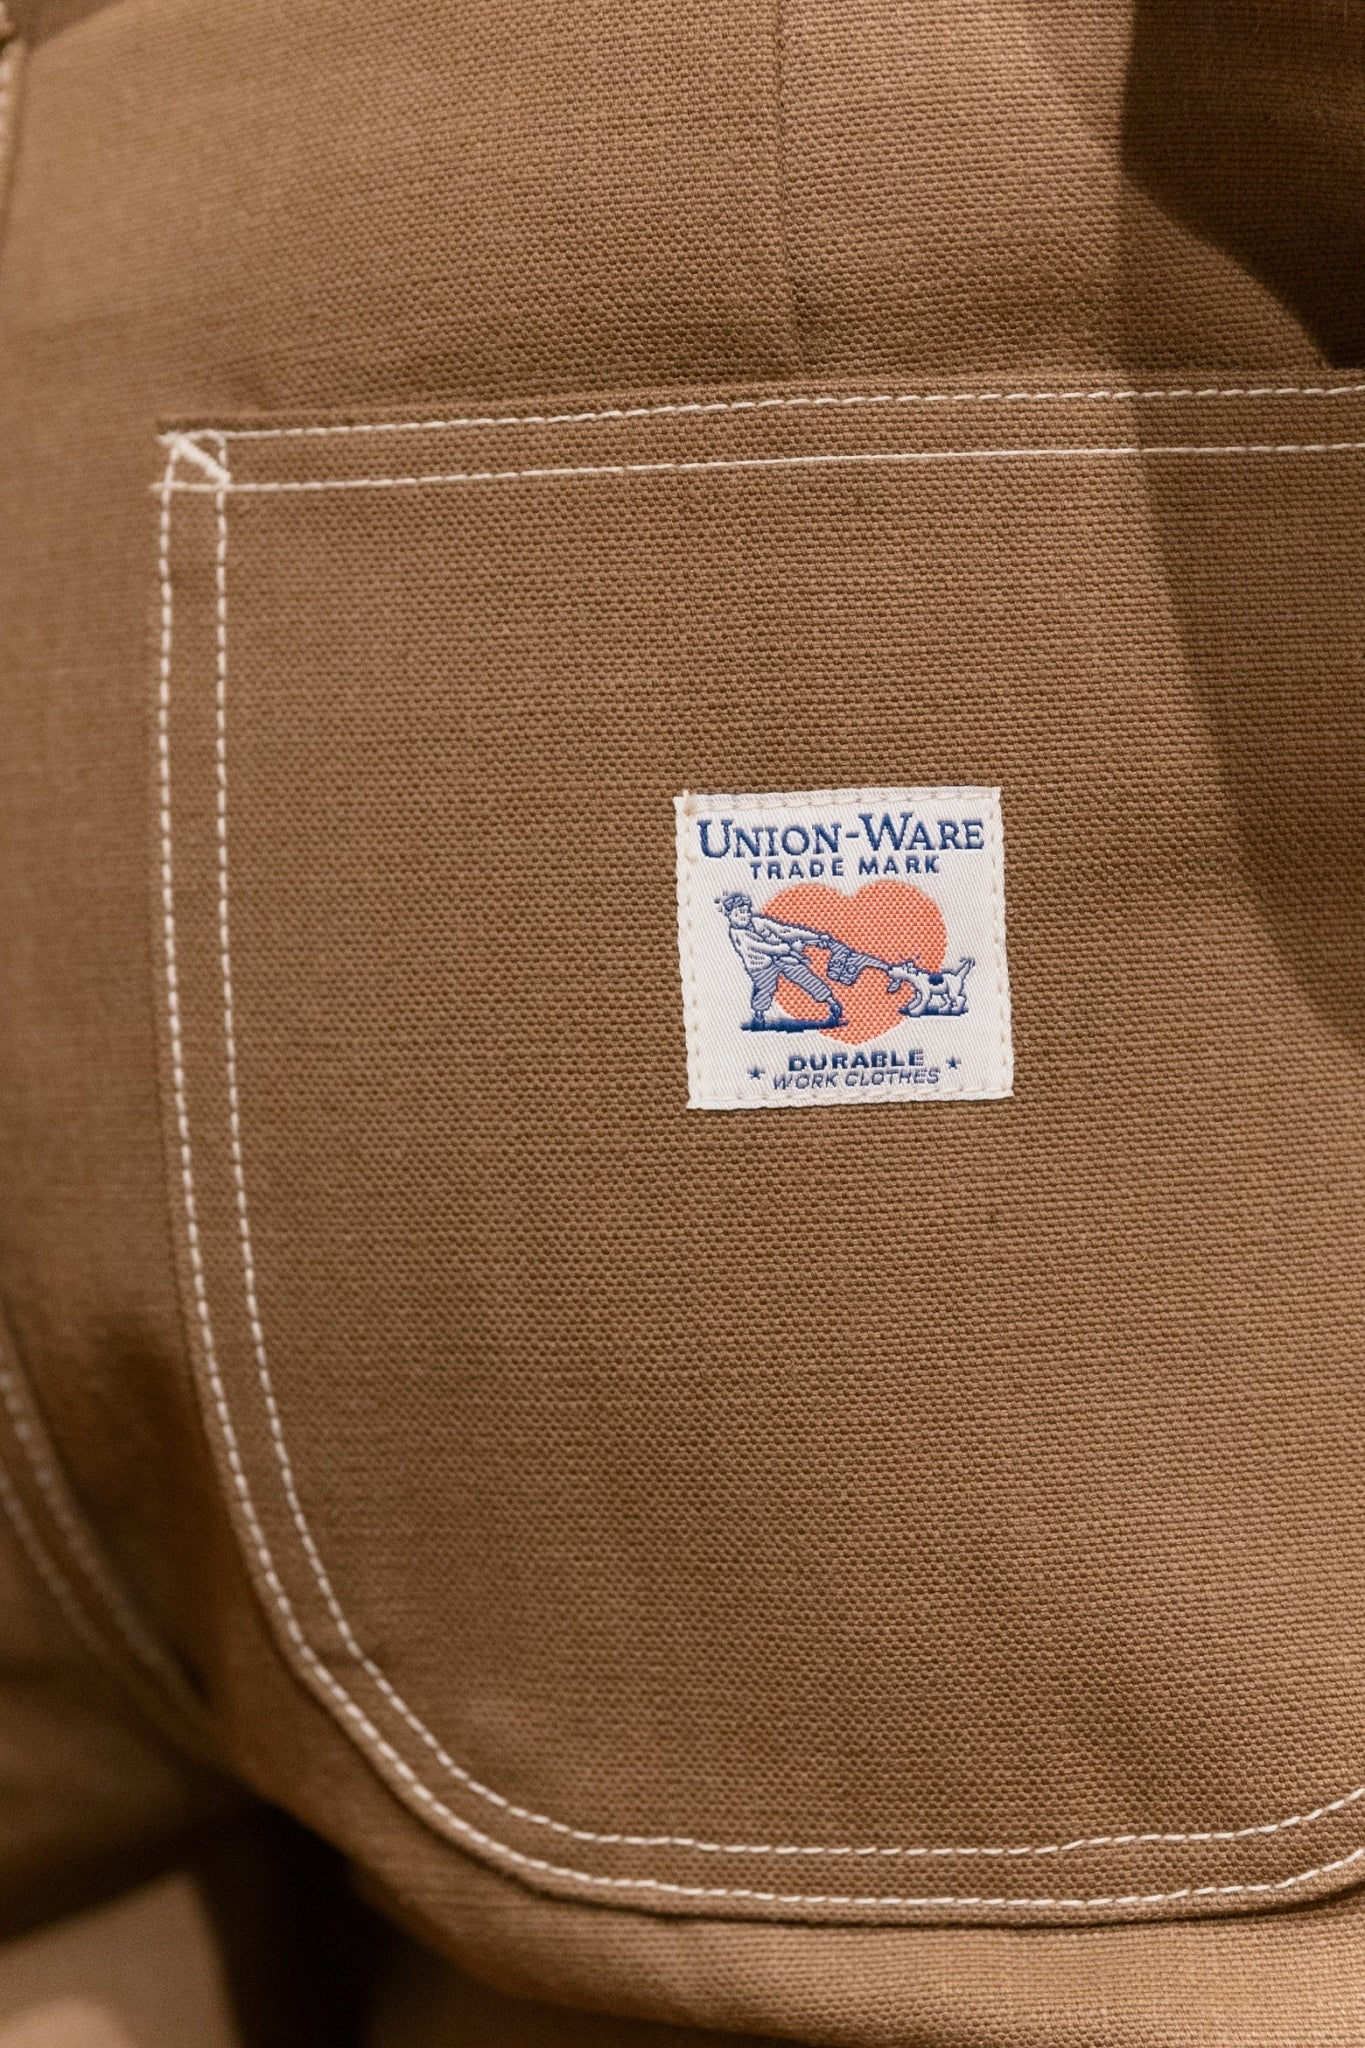 UNION-WARE
TRADE MARK
DURABLE
WORK CLOTHES